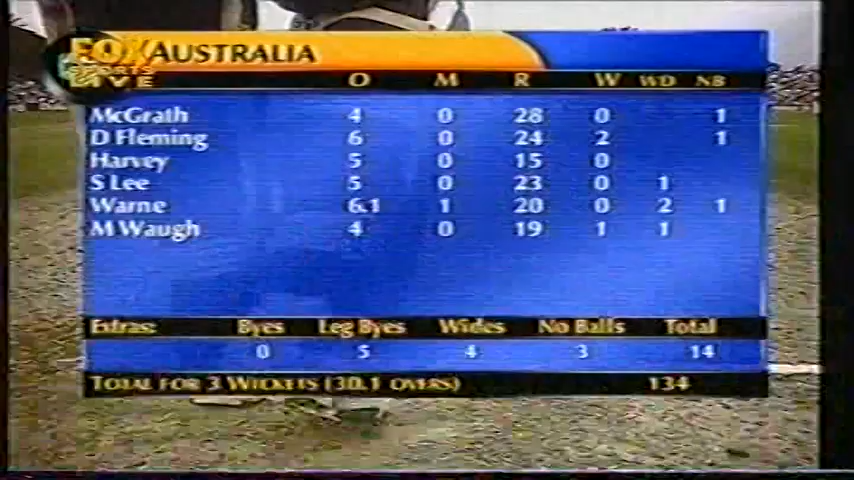 FOX AUSTRALIA
SPORTS
LIVE O M R W WD NB
McGrath 4 0 28 0 1
D Fleming 6 0 24 2 1
Harvey 5 0 15 0
S Lee 5 0 23 0 1
Warne 6.1 1 20 0 2 1
M Waugh 4 0 19 1 1
Extras: Byes Leg Byes Wides No Balls Total
0 5 4 3 14
TOTAL FOR 3 WICKETS (30.1 OVERS) 134